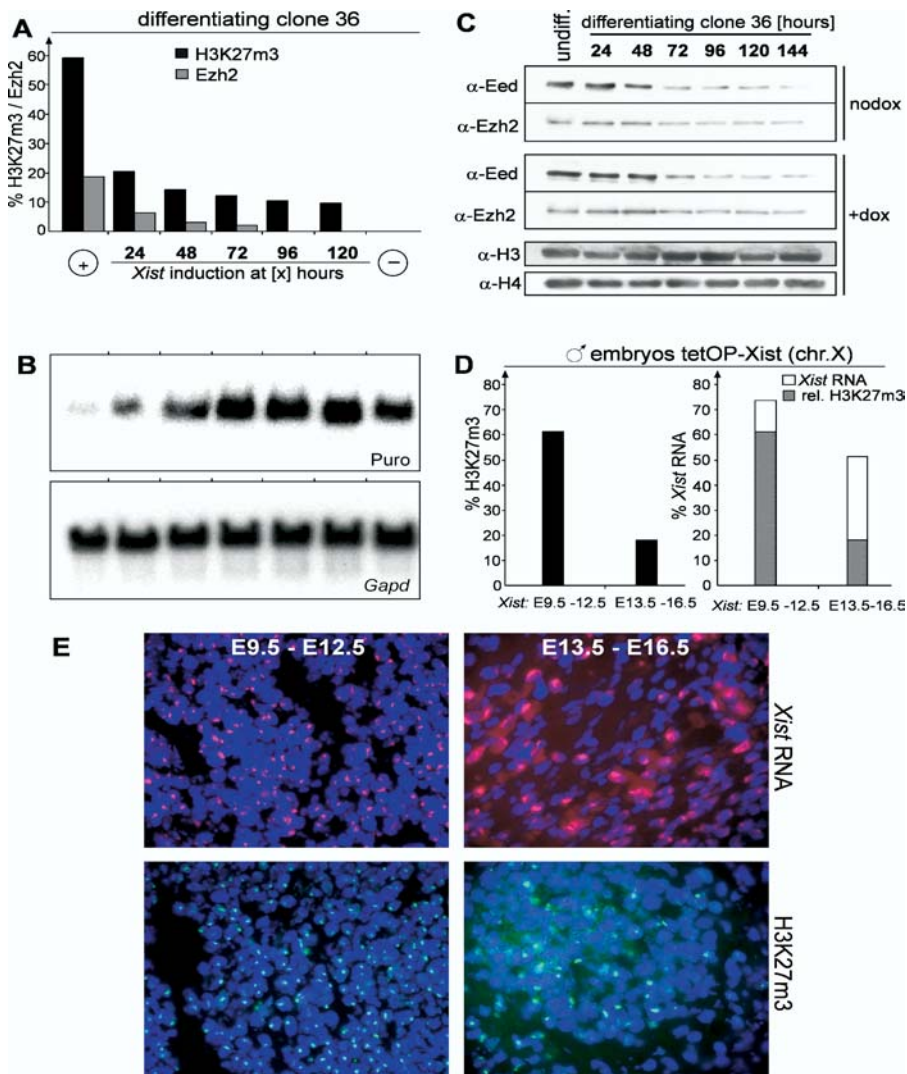 A
differentiating clone 36
% H3K27m3 / Ezh2
60
50
40
30
20
10
0
H3K27m3
Ezh2
+ 24 48 72 96 120 −
Xist induction at [x] hours
B
Puro
Gapd
C
undiff.
differentiating clone 36 [hours]
24 48 72 96 120 144
α-Eed
α-Ezh2
nodox
α-Eed
α-Ezh2
α-H3
α-H4
+dox
D
♂ embryos tetOP-Xist (chr.X)
% H3K27m3
80
70
60
50
40
30
20
10
0
Xist: E9.5 -12.5 E13.5 -16.5
Xist RNA
rel. H3K27m3
% Xist RNA
80
70
60
50
40
30
20
10
0
Xist: E9.5 -12.5 E13.5-16.5
E
E9.5 - E12.5
E13.5 - E16.5
Xist RNA
H3K27m3